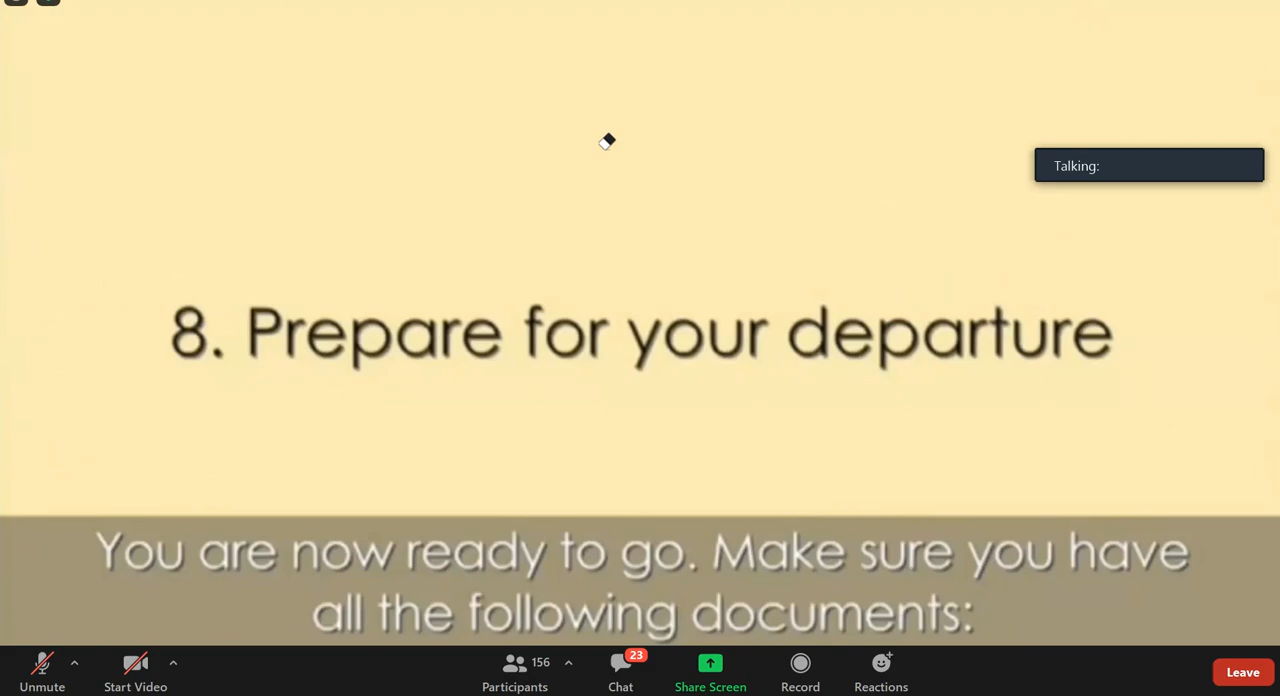 Talking:
8. Prepare for your departure
You are now ready to go. Make sure you have
all the following documents:
Unmute
Start Video
156
Participants
23
Chat
Share Screen
Record
Reactions
Leave